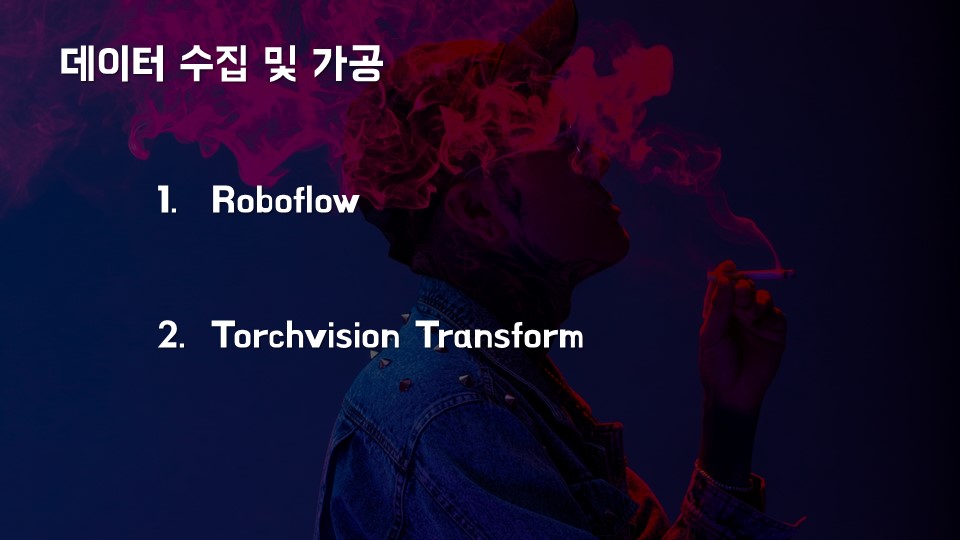 데이터 수집 및 가공
1. Roboflow
2. Torchvision Transform